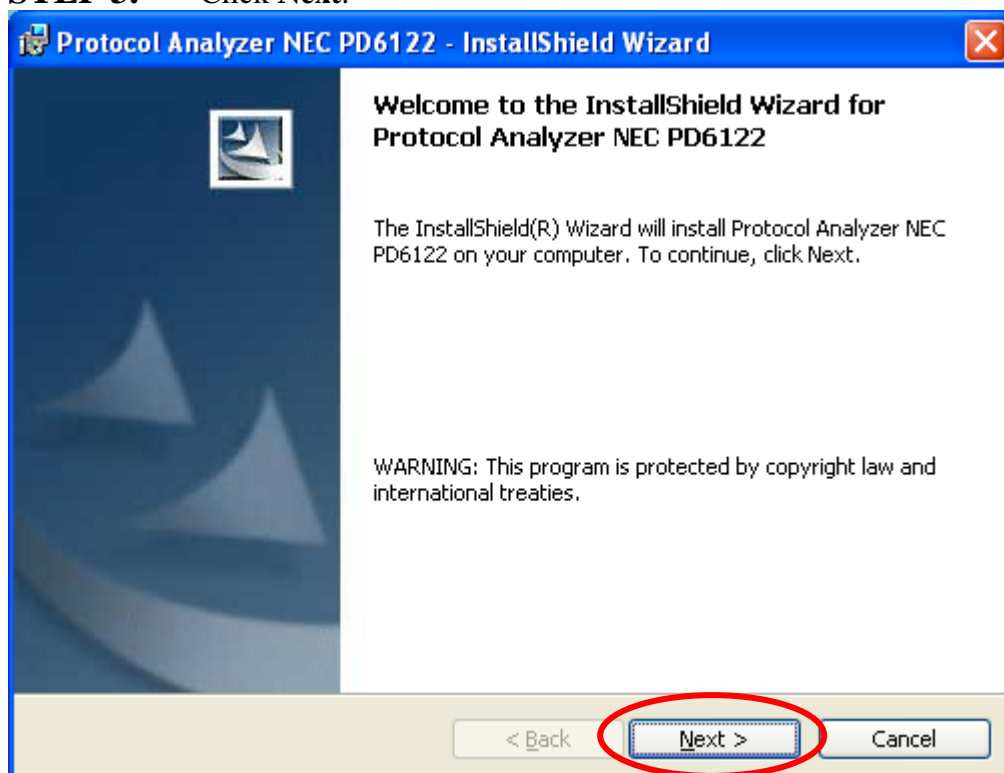 STEP 3. Click Next.
Protocol Analyzer NEC PD6122 - InstallShield Wizard
Welcome to the InstallShield Wizard for
Protocol Analyzer NEC PD6122
The InstallShield(R) Wizard will install Protocol Analyzer NEC
PD6122 on your computer. To continue, click Next.
WARNING: This program is protected by copyright law and
international treaties.
< Back Next > Cancel